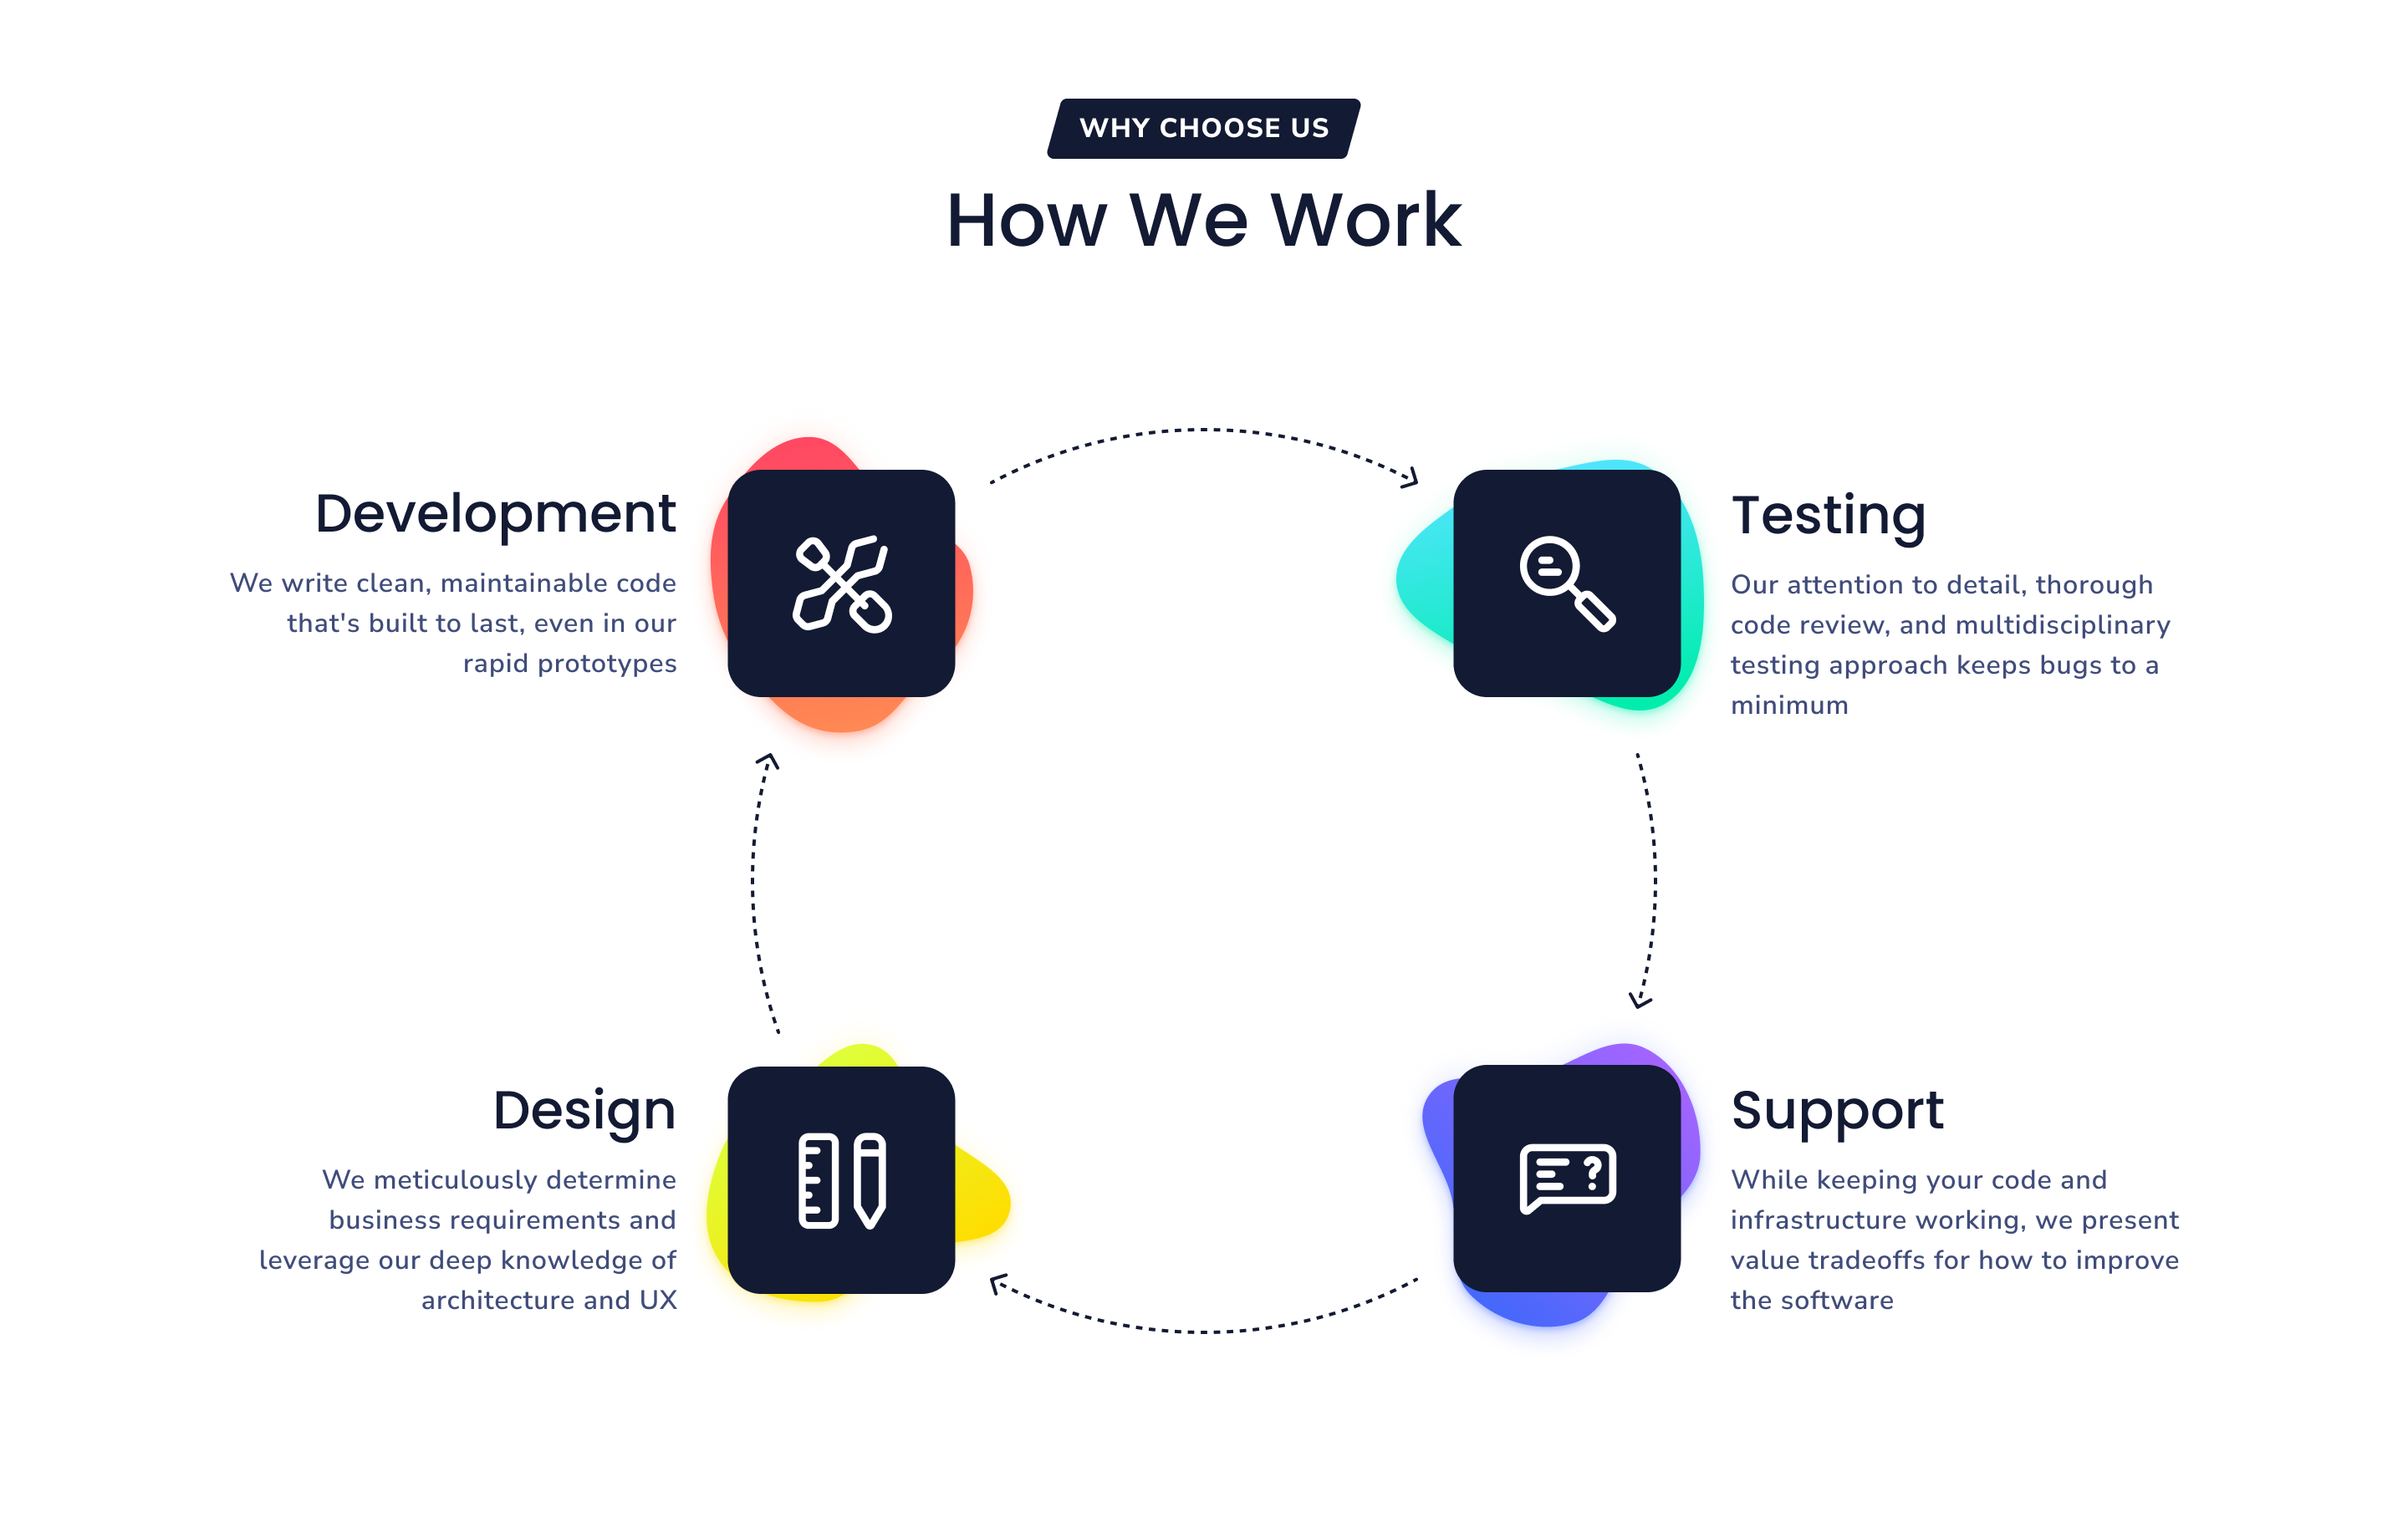 WHY CHOOSE US
How We Work
Development
We write clean, maintainable code
that's built to last, even in our
rapid prototypes
Testing
Our attention to detail, thorough
code review, and multidisciplinary
testing approach keeps bugs to a
minimum
Design
We meticulously determine
business requirements and
leverage our deep knowledge of
architecture and UX
Support
While keeping your code and
infrastructure working, we present
value tradeoffs for how to improve
the software